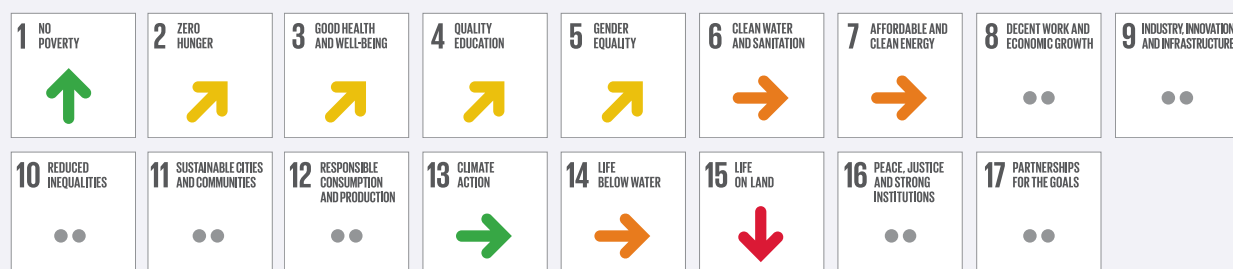 1 NO
POVERTY
2 ZERO
HUNGER
3 GOOD HEALTH
AND WELL-BEING
4 QUALITY
EDUCATION
5 GENDER
EQUALITY
6 CLEAN WATER
AND SANITATION
7 AFFORDABLE AND
CLEAN ENERGY
8 DECENT WORK AND
ECONOMIC GROWTH
9 INDUSTRY, INNOVATION
AND INFRASTRUCTURE
10 REDUCED
INEQUALITIES
11 SUSTAINABLE CITIES
AND COMMUNITIES
12 RESPONSIBLE
CONSUMPTION
AND PRODUCTION
13 CLIMATE
ACTION
14 LIFE
BELOW WATER
15 LIFE
ON LAND
16 PEACE, JUSTICE
AND STRONG
INSTITUTIONS
17 PARTNERSHIPS
FOR THE GOALS